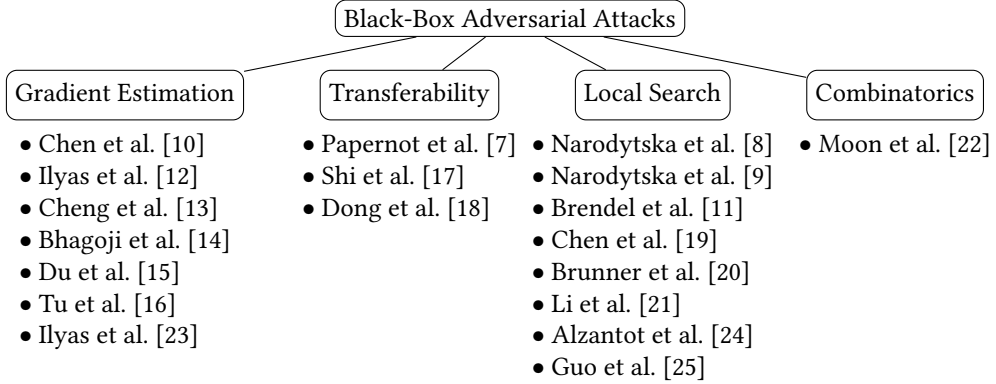 Black-Box Adversarial Attacks
Gradient Estimation
• Chen et al. [10]
• Ilyas et al. [12]
• Cheng et al. [13]
• Bhagoji et al. [14]
• Du et al. [15]
• Tu et al. [16]
• Ilyas et al. [23]
Transferability
• Papernot et al. [7]
• Shi et al. [17]
• Dong et al. [18]
Local Search
• Narodytska et al. [8]
• Narodytska et al. [9]
• Brendel et al. [11]
• Chen et al. [19]
• Brunner et al. [20]
• Li et al. [21]
• Alzantot et al. [24]
• Guo et al. [25]
Combinatorics
• Moon et al. [22]